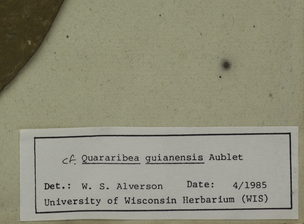 cf. Quararibea guianensis Aublet
Det.: W. S. Alverson Date: 4/1985
University of Wisconsin Herbarium (WIS)